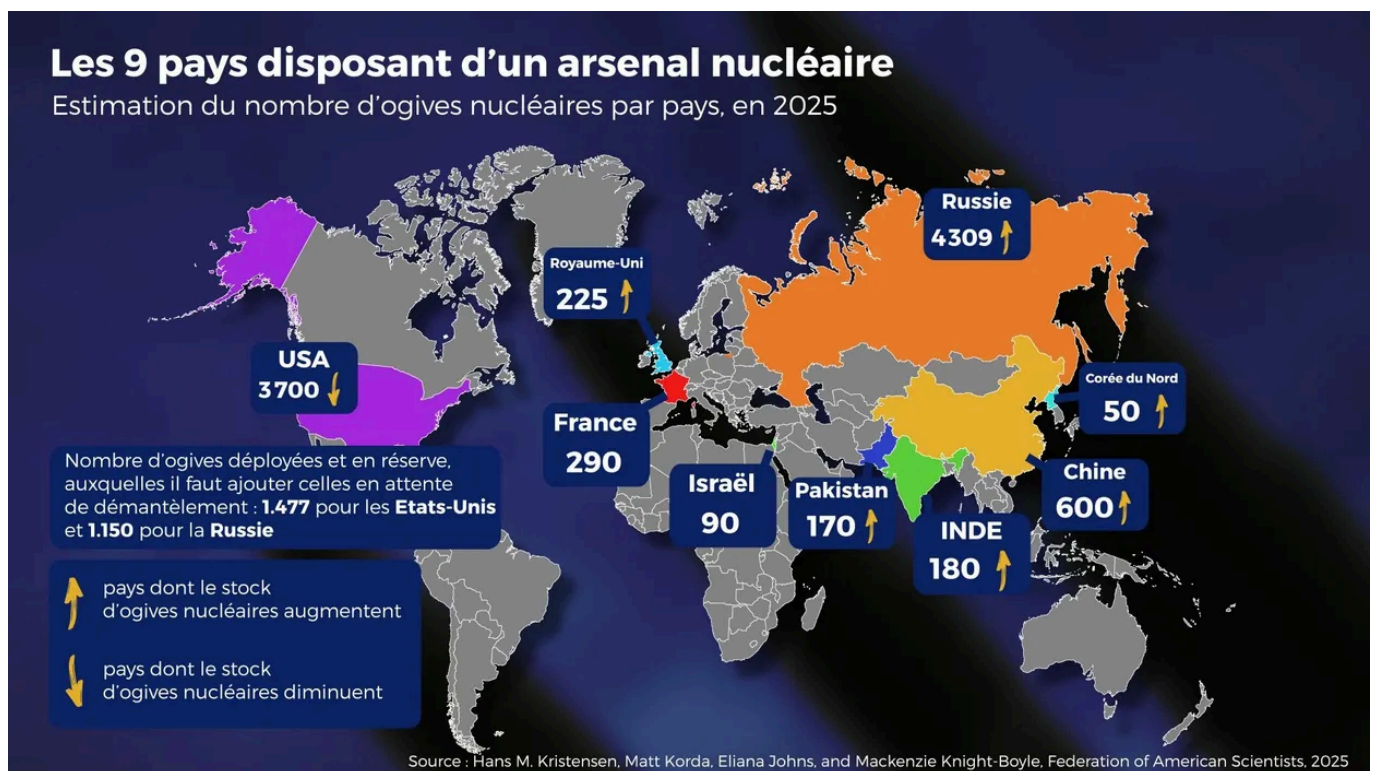 Les 9 pays disposant d’un arsenal nucléaire
Estimation du nombre d’ogives nucléaires par pays, en 2025
Russie
4309
Royaume-Uni
225
USA
3700
Corée du Nord
50
France
290
Israël
90
Pakistan
170
INDE
180
Chine
600
Nombre d’ogives déployées et en réserve,
auxquelles il faut ajouter celles en attente
de démantèlement : 1.477 pour les Etats-Unis
et 1.150 pour la Russie
pays dont le stock
d’ogives nucléaires augmentent
pays dont le stock
d’ogives nucléaires diminuent
Source : Hans M. Kristensen, Matt Korda, Eliana Johns, and Mackenzie Knight-Boyle, Federation of American Scientists, 2025